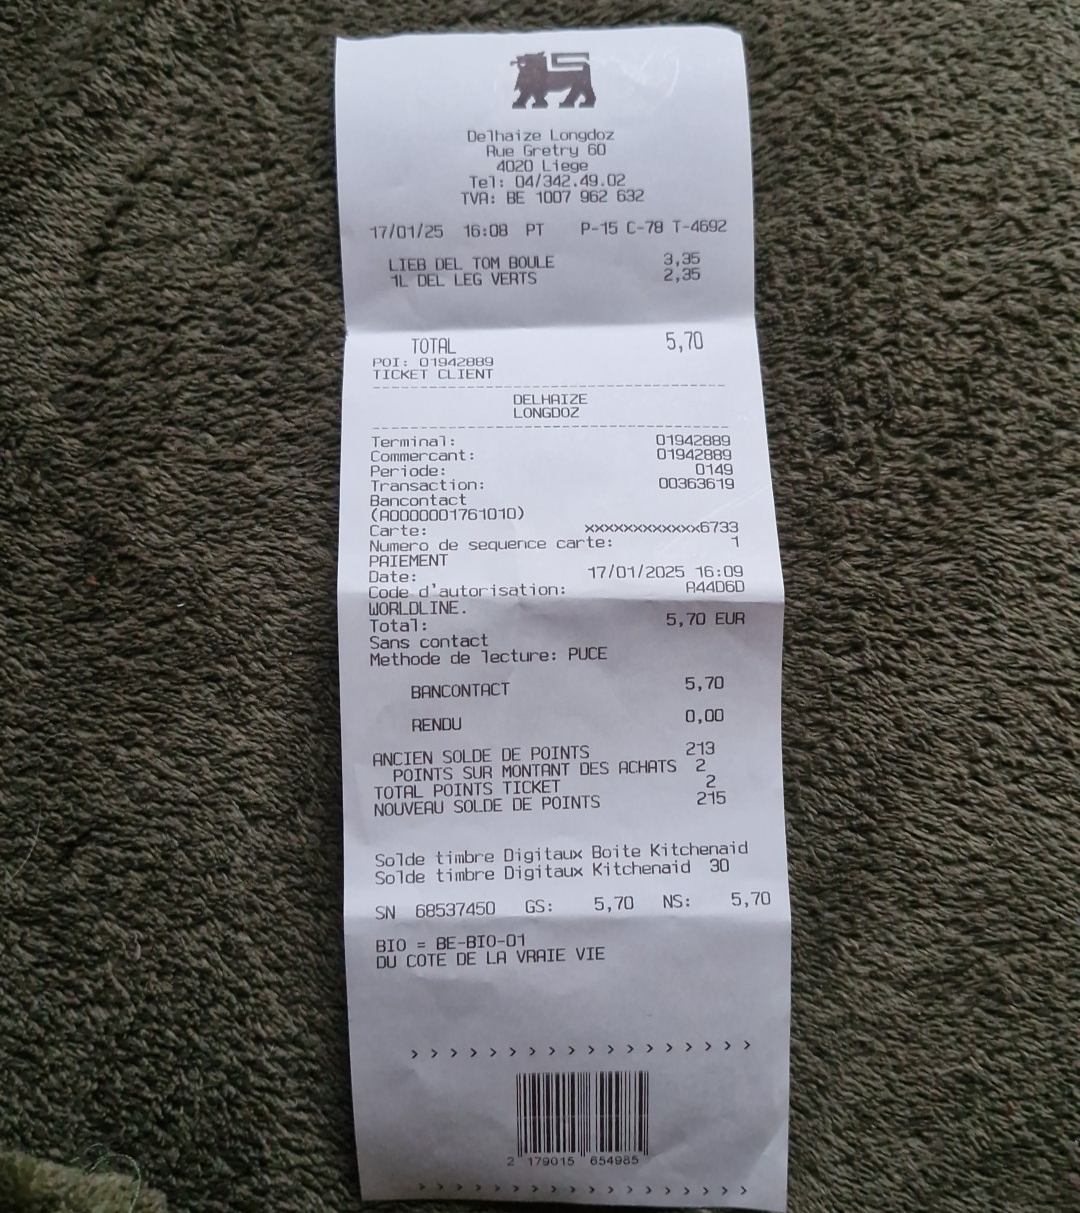 Delhaize Longdoz
Rue Gretry 60
4020 Liege
Tel: 04/342.49.02
TVA: BE 1007 962 632
17/01/25 16:08 PT P-15 C-78 T-4692
LIEB DEL TOM BOULE 3,35
1L DEL LEG VERTS 2,35
TOTAL 5,70
POI: 01942889
TICKET CLIENT
DELHAIZE
LONGDOZ
Terminal: 01942889
Commercant: 01942889
Periode: 0149
Transaction: 00363619
Bancontact
(A0000001761010)
Carte: xxxxxxxxxxxxx6733
Numero de sequence carte: 1
PAIEMENT
Date: 17/01/2025 16:09
Code d'autorisation: A44D6D
WORLDLINE.
Total: 5,70 EUR
Sans contact
Methode de lecture: PUCE
BANCONTACT 5,70
RENDU 0,00
ANCIEN SOLDE DE POINTS 213
POINTS SUR MONTANT DES ACHATS 2
TOTAL POINTS TICKET 2
NOUVEAU SOLDE DE POINTS 215
Solde timbre Digitaux Boite Kitchenaid
Solde timbre Digitaux Kitchenaid 30
SN 68537450 GS: 5,70 NS: 5,70
BIO = BE-BIO-01
DU COTE DE LA VRAIE VIE
> > > > > > > > > > > > > > > > > >
2 179015 654985
> > > > > > > > > > > > > > > > > >